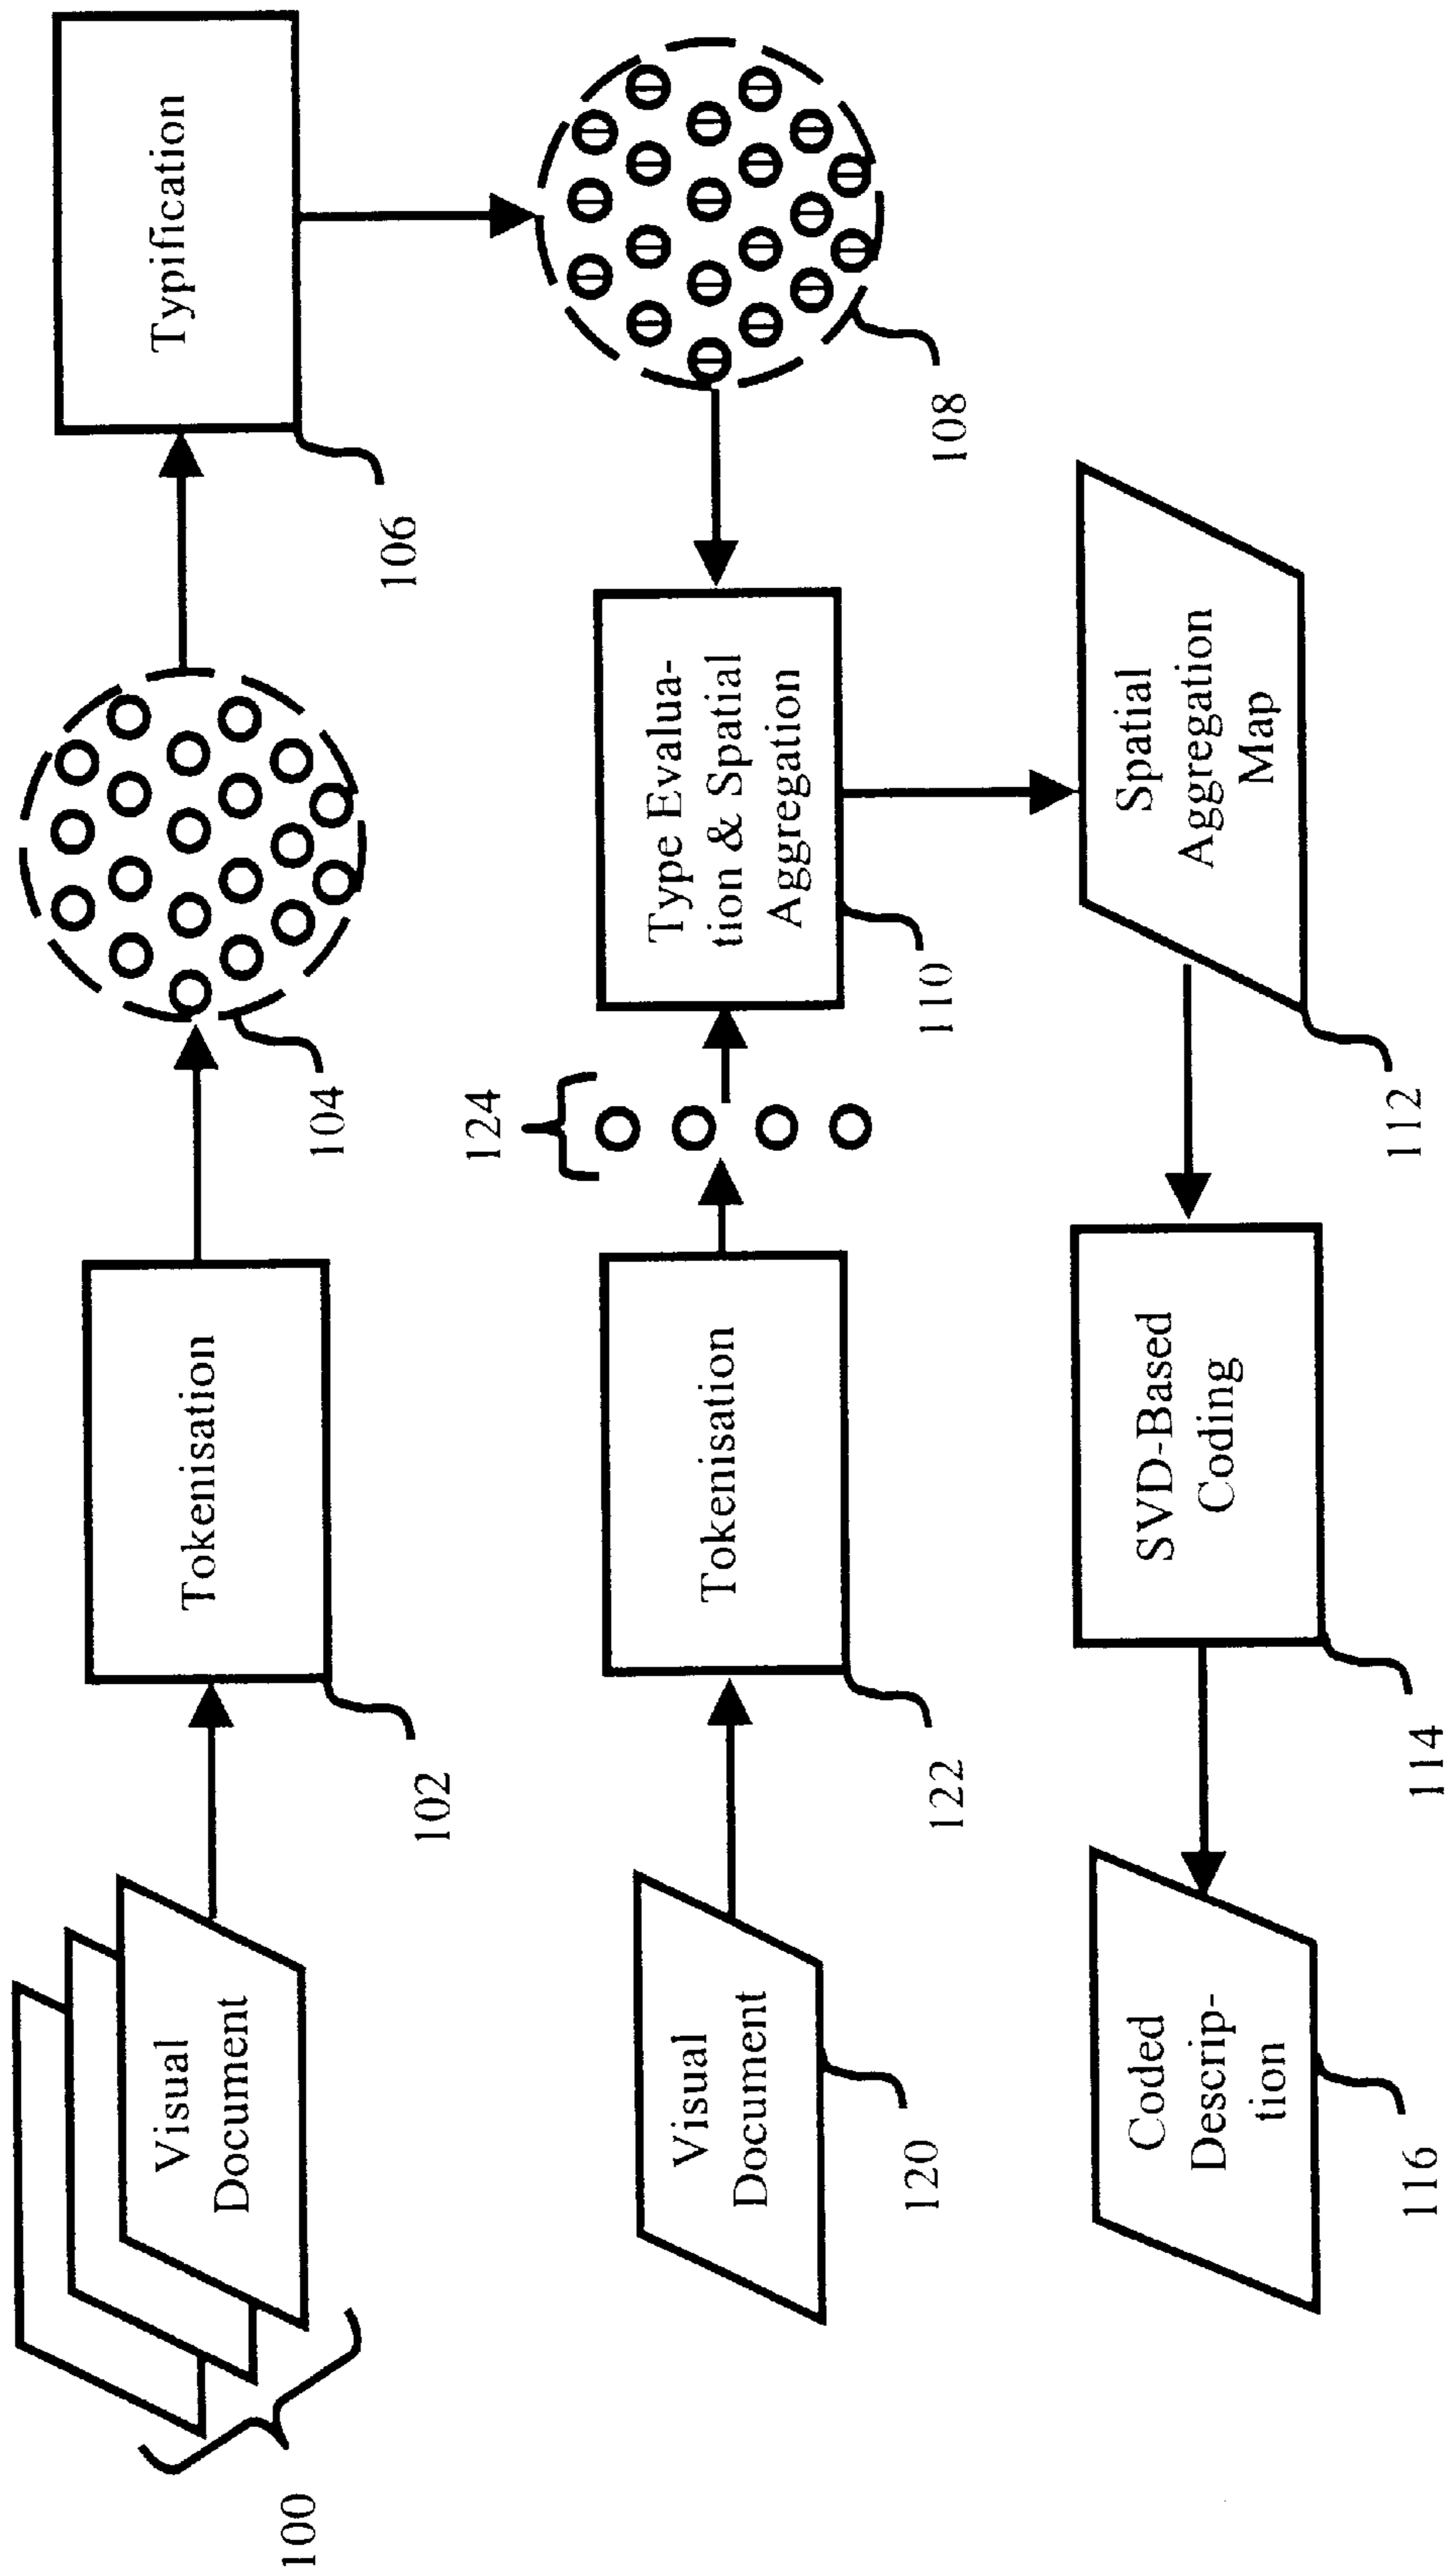 Visual
Document
100
Tokenisation
102
104
Typification
106
108
Visual
Document
120
Tokenisation
122
124
Type Evalua-
tion & Spatial
Aggregation
110
Spatial
Aggregation
Map
112
SVD-Based
Coding
114
Coded
Descrip-
tion
116